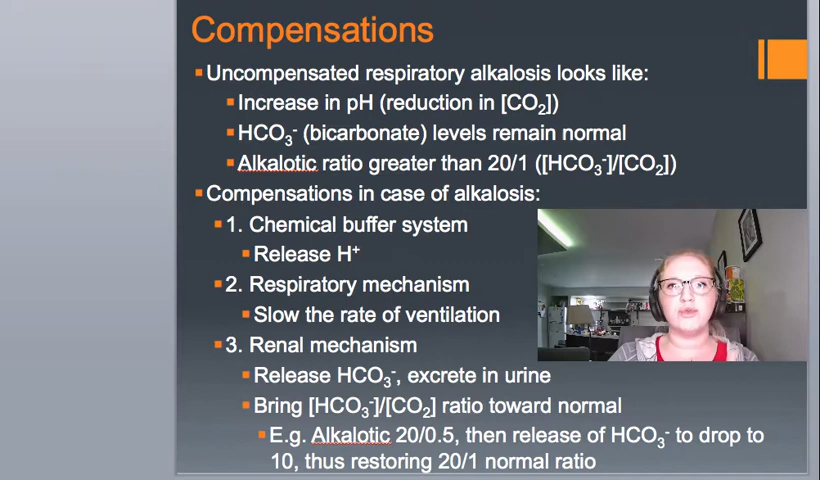 Compensations
Uncompensated respiratory alkalosis looks like:
Increase in pH (reduction in [CO₂])
HCO₃⁻ (bicarbonate) levels remain normal
Alkalotic ratio greater than 20/1 ([HCO₃⁻]/[CO₂])
Compensations in case of alkalosis:
1. Chemical buffer system
Release H⁺
2. Respiratory mechanism
Slow the rate of ventilation
3. Renal mechanism
Release HCO₃⁻, excrete in urine
Bring [HCO₃⁻]/[CO₂] ratio toward normal
E.g. Alkalotic 20/0.5, then release of HCO₃⁻ to drop to
10, thus restoring 20/1 normal ratio